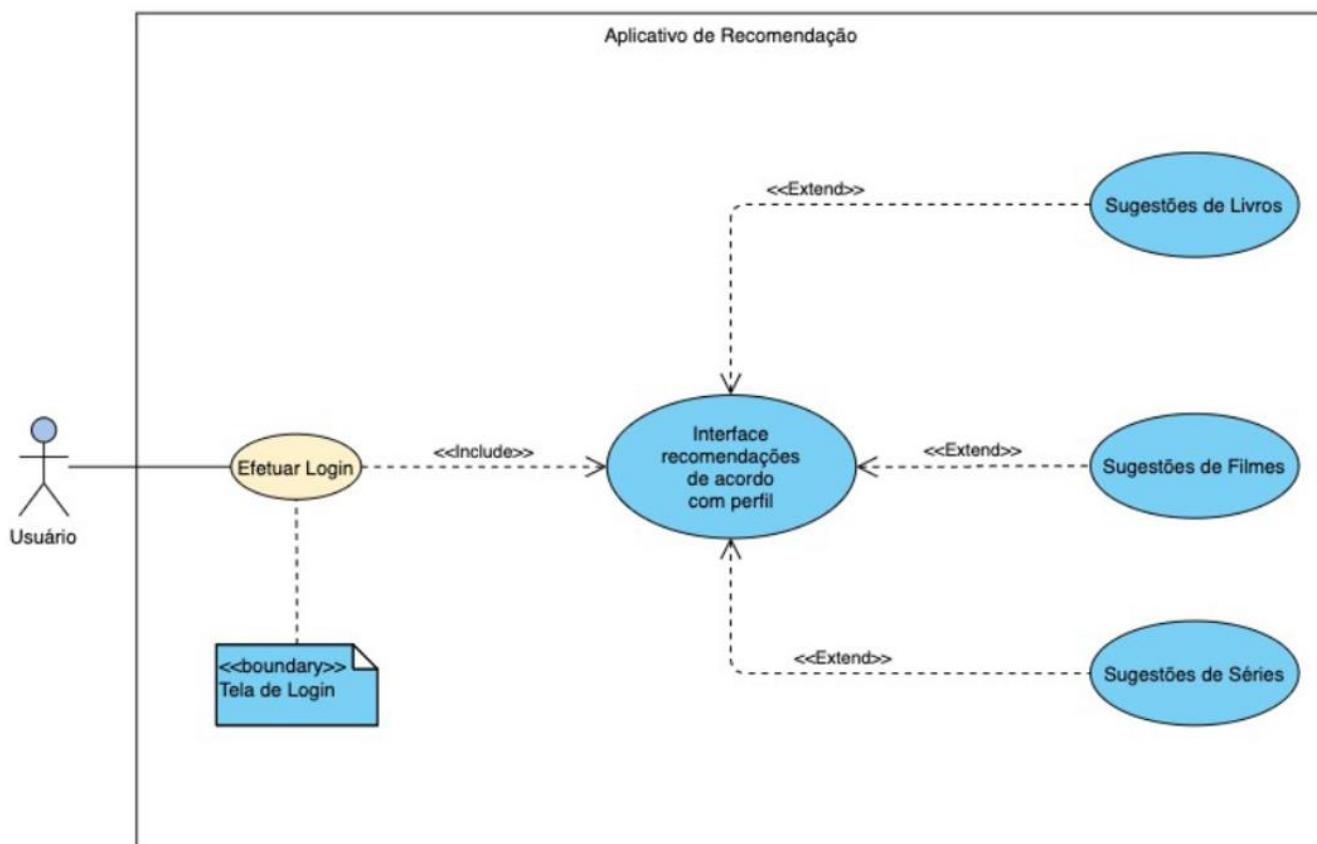 Aplicativo de Recomendação
<<Extend>>
Sugestões de Livros
Usuário
Efetuar Login
<<Include>>
Interface
recomendações
de acordo
com perfil
<<Extend>>
Sugestões de Filmes
<<boundary>>
Tela de Login
<<Extend>>
Sugestões de Séries